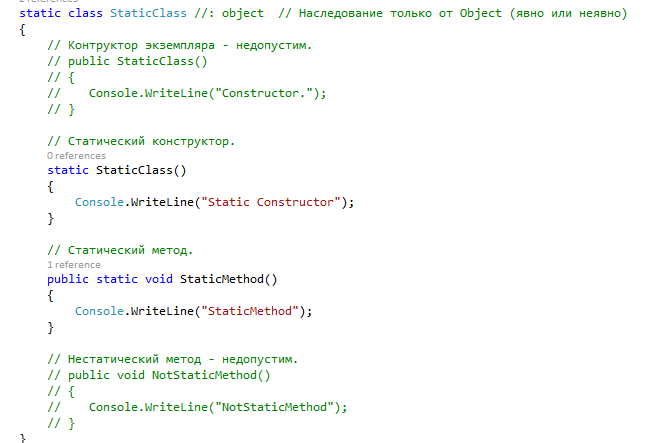 2 references
static class StaticClass //: object  // Наследование только от Object (явно или неявно)
{
    // Контруктор экземпляра - недопустим.
    // public StaticClass()
    // {
    //    Console.WriteLine("Constructor.");
    // }
    // Статический конструктор.
    0 references
    static StaticClass()
    {
        Console.WriteLine("Static Constructor");
    }
    // Статический метод.
    1 reference
    public static void StaticMethod()
    {
        Console.WriteLine("StaticMethod");
    }
    // Нестатический метод - недопустим.
    // public void NotStaticMethod()
    // {
    //    Console.WriteLine("NotStaticMethod");
    // }
}